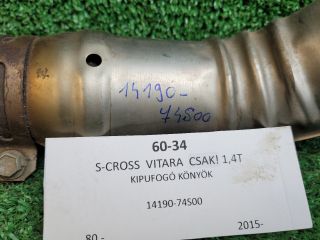 14190-
74S00
60-34
S-CROSS VITARA CSAK! 1,4T
KIPUFOGÓ KÖNYÖK
14190-74S00
80.- 2015-